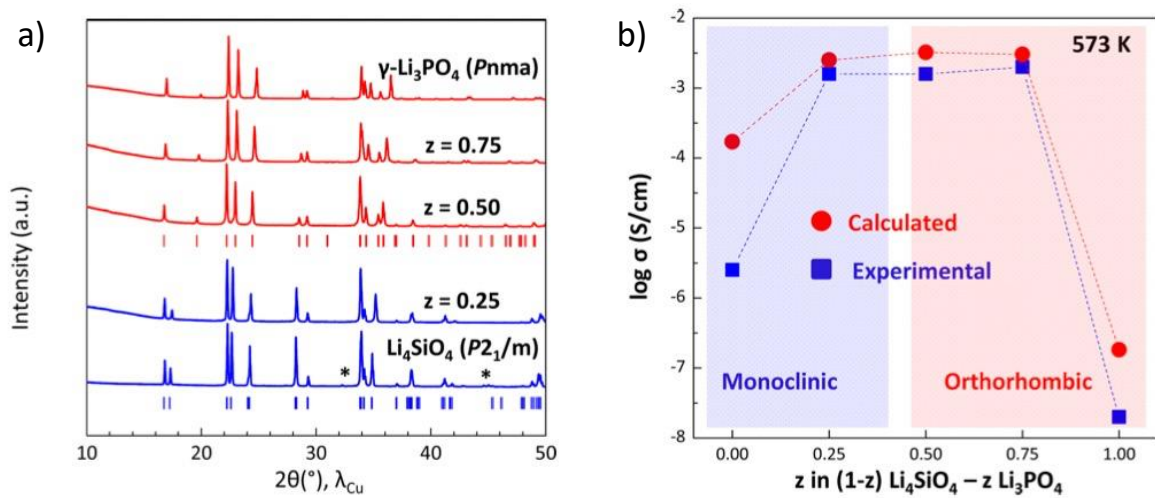 a)
γ-Li₃PO₄ (Pnma)
z = 0.75
z = 0.50
z = 0.25
Li₄SiO₄ (P2₁/m)
* *
Intensity (a.u.)
10 20 30 40 50
2θ(°), λCu
b)
573 K
-2
-3
-4
-5
-6
-7
-8
log σ (S/cm)
Calculated
Experimental
Monoclinic Orthorhombic
0.00 0.25 0.50 0.75 1.00
z in (1-z) Li₄SiO₄ – z Li₃PO₄